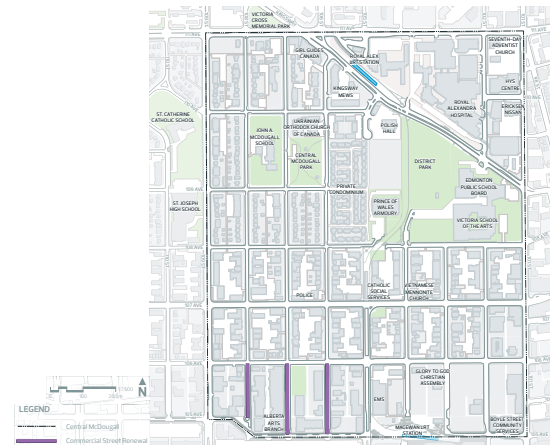 VICTORIA
CROSS
MEMORIAL PARK
GIRL GUIDES
CANADA
ROYAL ALEX
LRT STATION
SEVENTH-DAY
ADVENTIST
CHURCH
KINGSWAY
MEWS
HYS
CENTRE
ROYAL
ALEXANDRA
HOSPITAL
ERICKSEN
NISSAN
ST. CATHERINE
CATHOLIC SCHOOL
JOHN A.
MCDOUGALL
SCHOOL
UKRAINIAN
ORTHODOX CHURCH
OF CANADA
POLISH
HALL
CENTRAL
MCDOUGALL
PARK
DISTRICT
PARK
EDMONTON
PUBLIC SCHOOL
BOARD
PRIVATE
CONDOMINIUM
ST. JOSEPH
HIGH SCHOOL
PRINCE OF
WALES
ARMOURY
VICTORIA SCHOOL
OF THE ARTS
CATHOLIC
SOCIAL
SERVICES
VIETNAMESE
MENNONITE
CHURCH
POLICE
107 AVE
GLORY TO GOD
CHRISTIAN
ASSEMBLY
EMS
ALBERTA
ARTS
BRANCH
MACEWAN LRT
STATION
BOYLE STREET
COMMUNITY
SERVICES
N
LEGEND
Central McDougall
Commercial Street Renewal